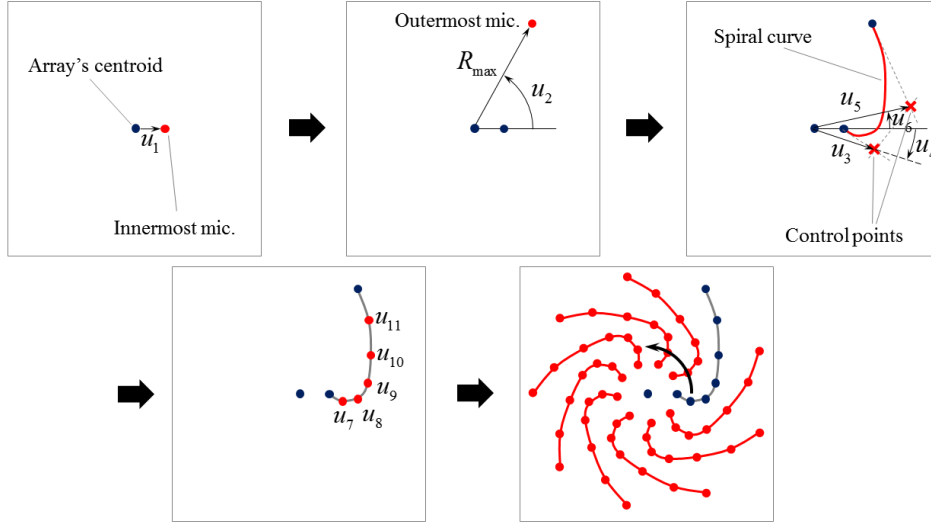 Array's centroid
u1
Innermost mic.
Outermost mic.
Rmax
u2
Spiral curve
u5
u6
u3
Control points
u11
u10
u9
u8
u7